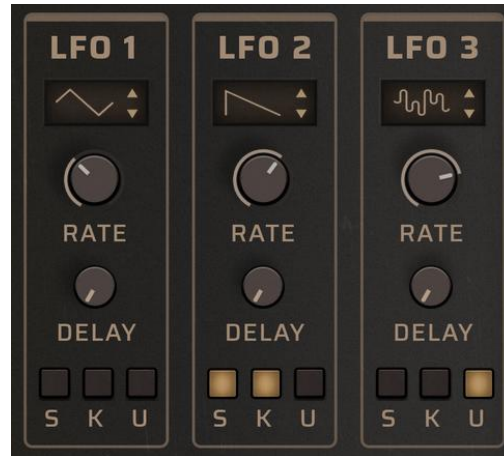 LFO 1
RATE
DELAY
S K U
LFO 2
RATE
DELAY
S K U
LFO 3
RATE
DELAY
S K U